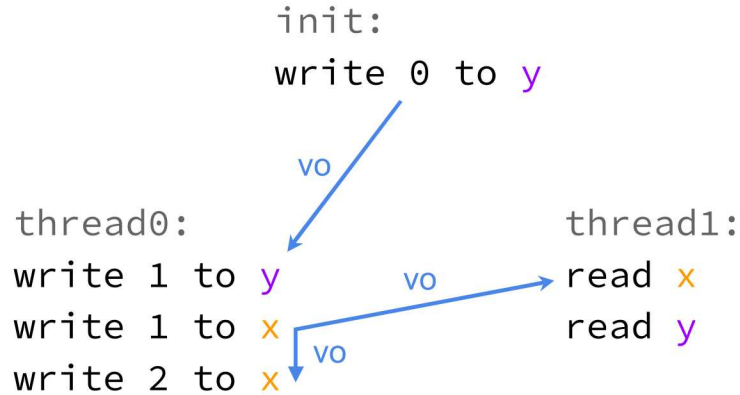 init:
write 0 to y
vo
thread0:
write 1 to y
write 1 to x
write 2 to x
vo
vo
thread1:
read x
read y